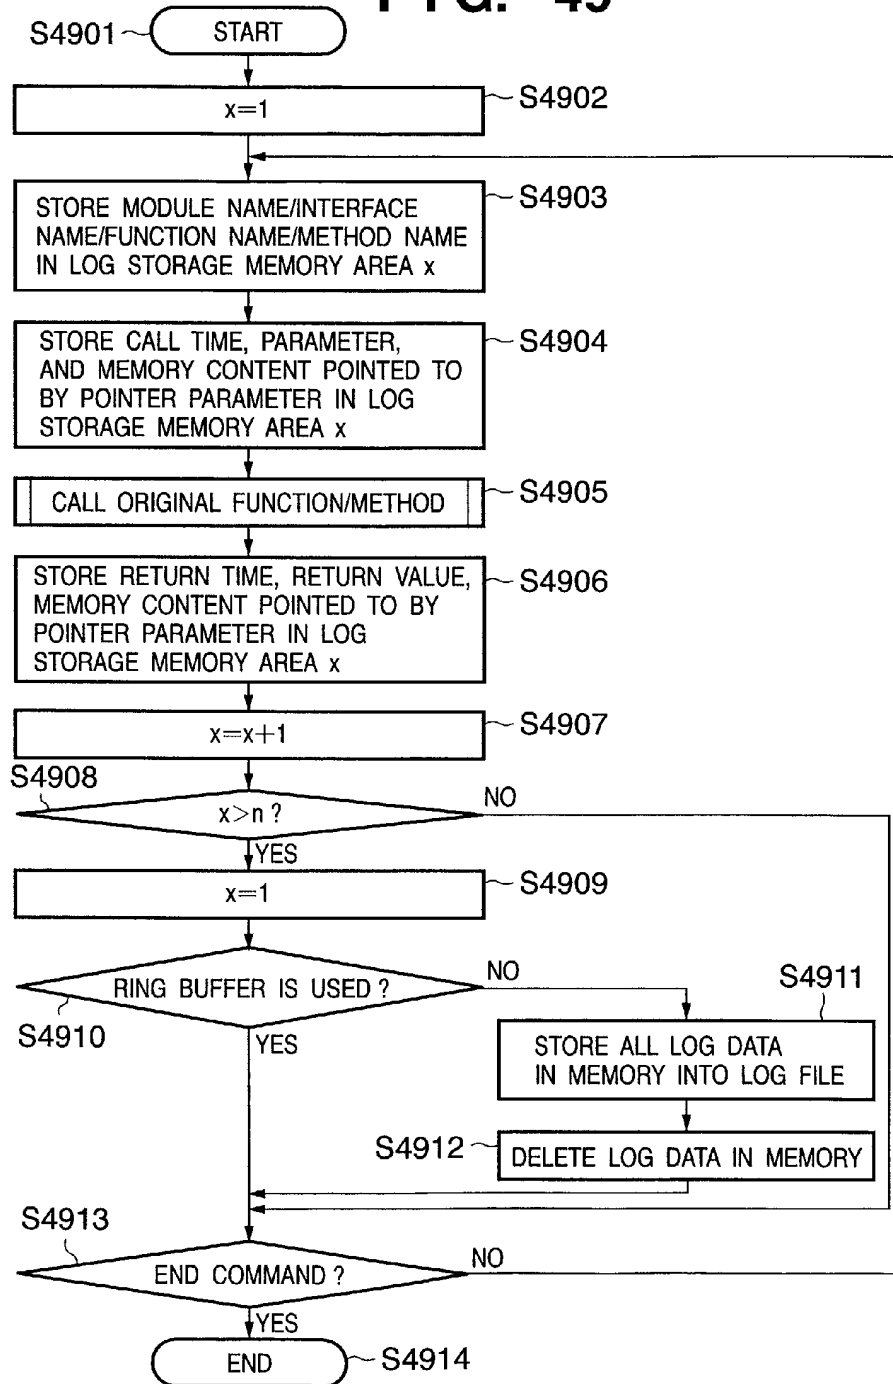 FIG. 49
S4901
START
S4902
x=1
S4903
STORE MODULE NAME/INTERFACE
NAME/FUNCTION NAME/METHOD NAME
IN LOG STORAGE MEMORY AREA x
S4904
STORE CALL TIME, PARAMETER,
AND MEMORY CONTENT POINTED TO
BY POINTER PARAMETER IN LOG
STORAGE MEMORY AREA x
S4905
CALL ORIGINAL FUNCTION/METHOD
S4906
STORE RETURN TIME, RETURN VALUE,
MEMORY CONTENT POINTED TO BY
POINTER PARAMETER IN LOG
STORAGE MEMORY AREA x
S4907
x=x+1
S4908
x>n?
NO
YES
S4909
x=1
S4910
RING BUFFER IS USED?
NO
YES
S4911
STORE ALL LOG DATA
IN MEMORY INTO LOG FILE
S4912
DELETE LOG DATA IN MEMORY
S4913
END COMMAND?
NO
YES
END
S4914